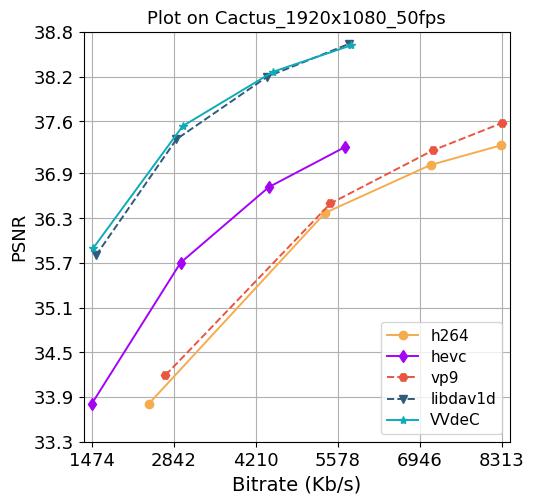 Plot on Cactus_1920x1080_50fps
38.8
38.2
37.6
36.9
36.3
35.7
35.1
34.5
33.9
33.3
PSNR
h264
hevc
vp9
libdav1d
VVdeC
1474 2842 4210 5578 6946 8313
Bitrate (Kb/s)